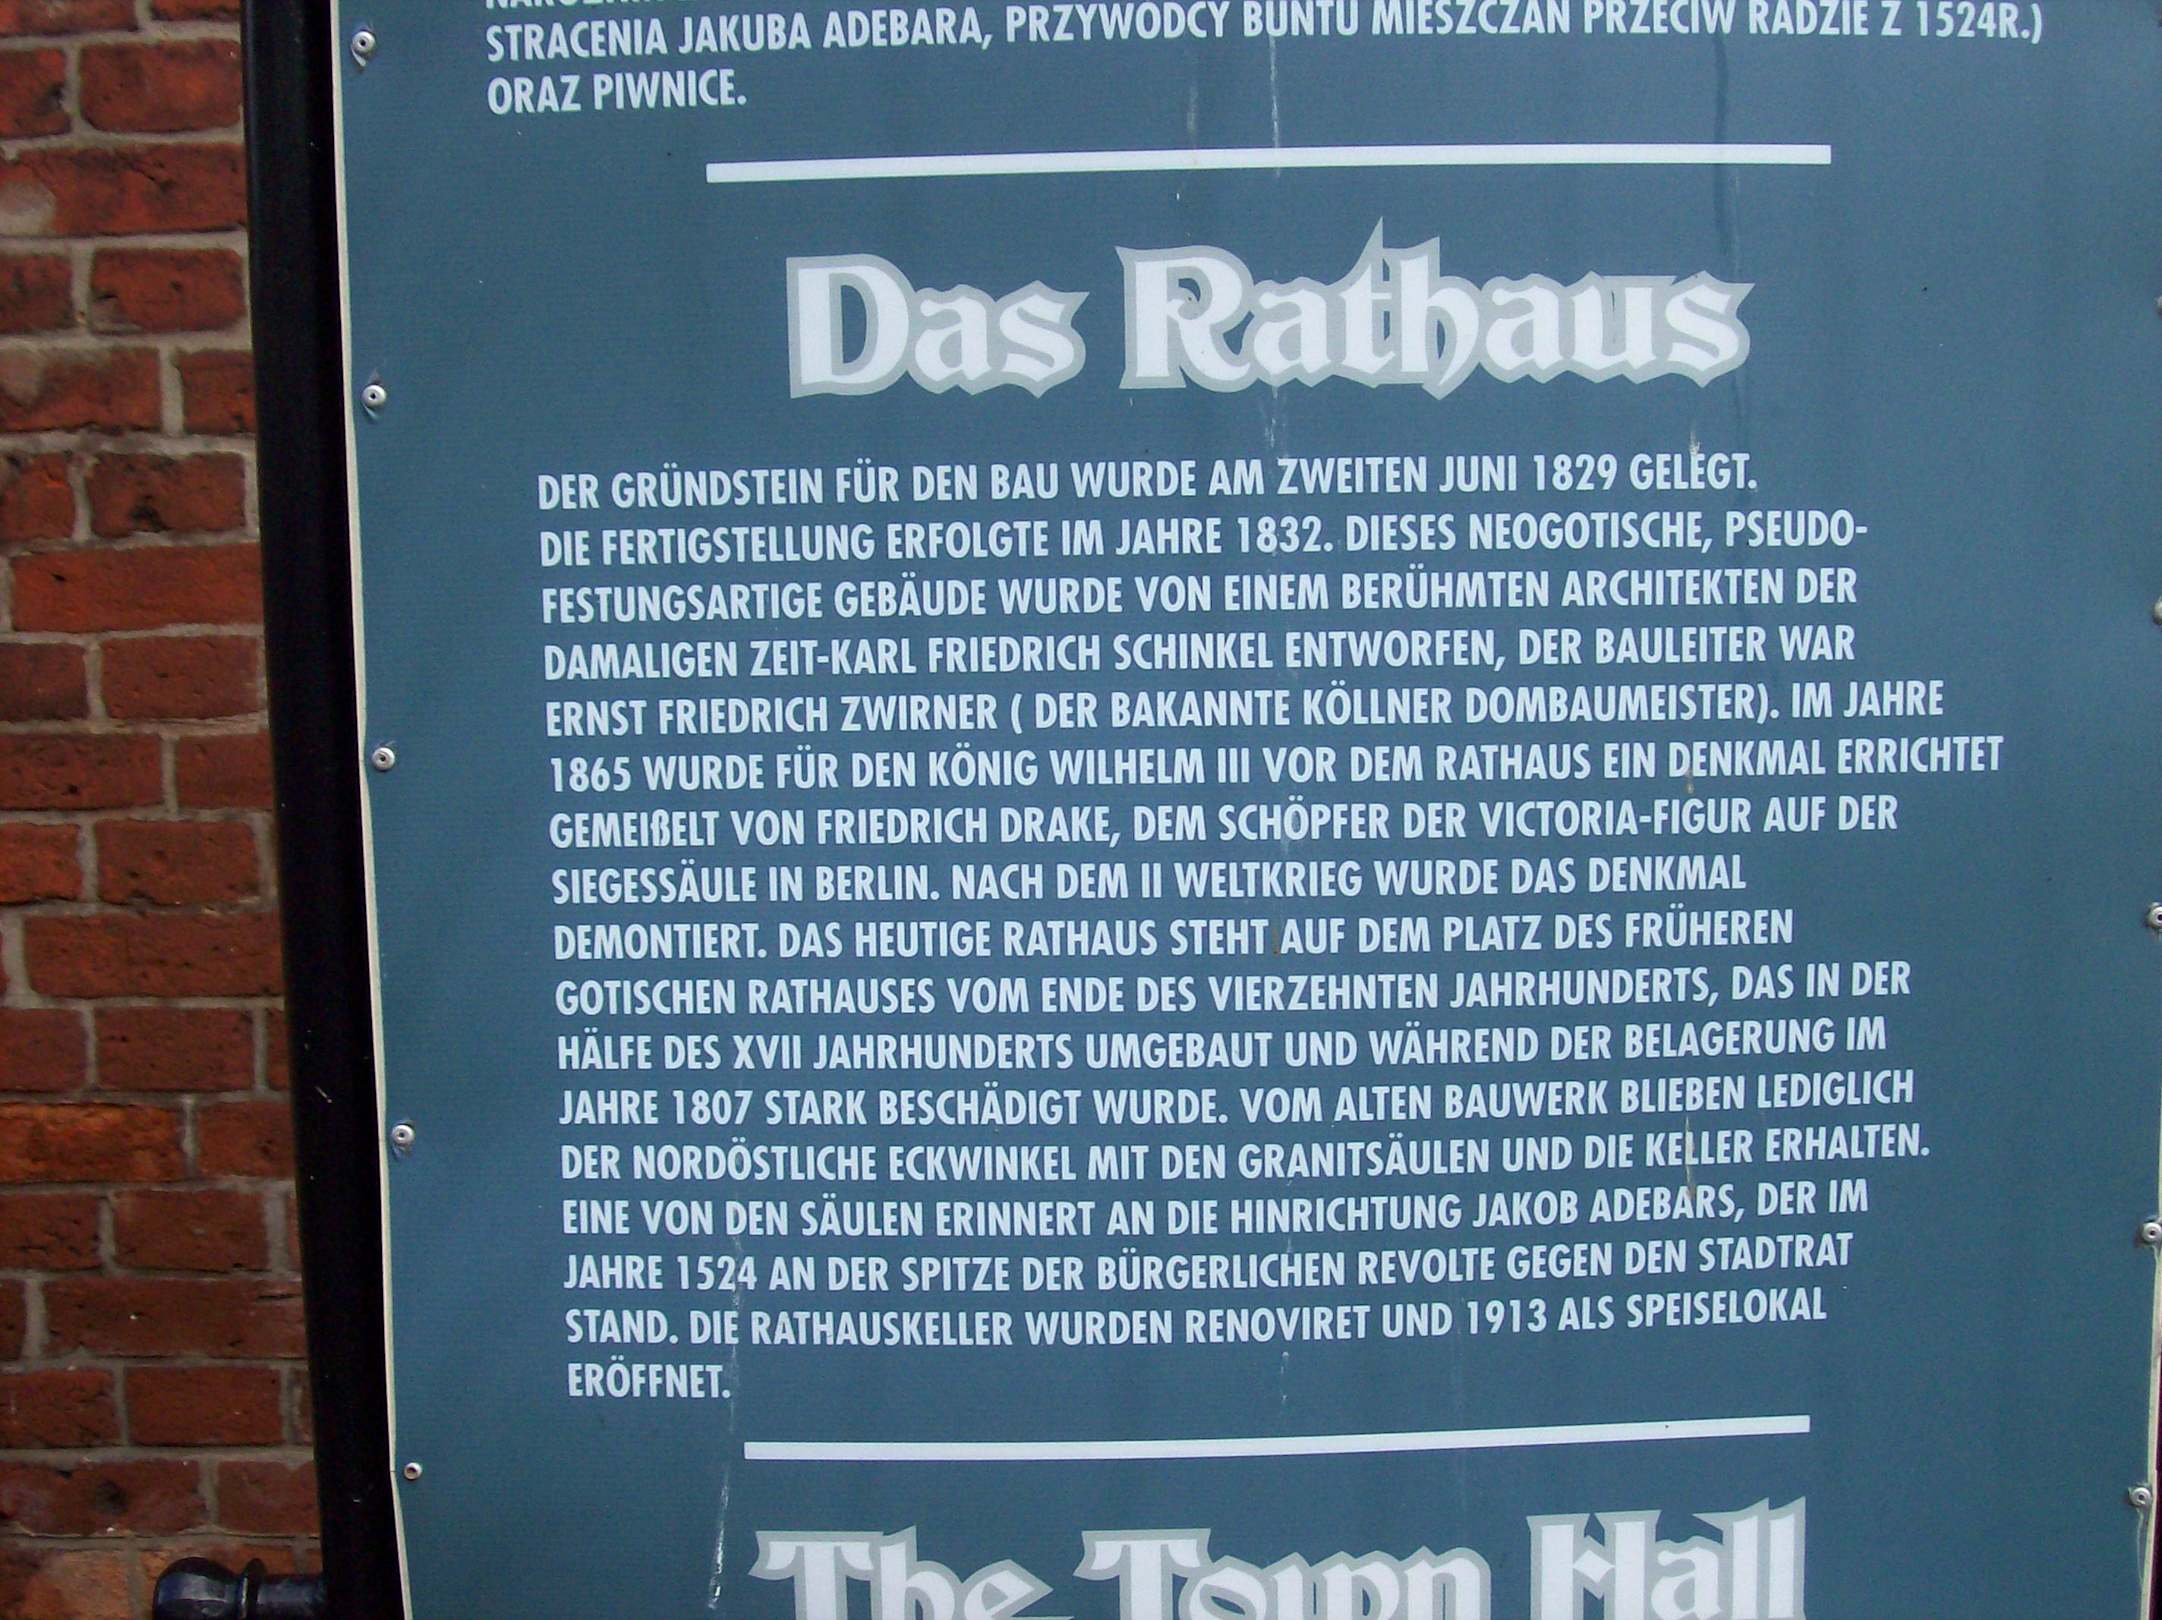 STRACENIA JAKUBA ADEBARA, PRZYWÓDCY BUNTU MIESZCZAN PRZECIW RADZIE Z 1524R.)
ORAZ PIWNICE.
Das Rathaus
DER GRÜNDSTEIN FÜR DEN BAU WURDE AM ZWEITEN JUNI 1829 GELEGT.
DIE FERTIGSTELLUNG ERFOLGTE IM JAHRE 1832. DIESES NEOGOTISCHE, PSEUDO-
FESTUNGSARTIGE GEBÄUDE WURDE VON EINEM BERÜHMTEN ARCHITEKTEN DER
DAMALIGEN ZEIT-KARL FRIEDRICH SCHINKEL ENTWORFEN, DER BAULEITER WAR
ERNST FRIEDRICH ZWIRNER ( DER BAKANNTE KÖLLNER DOMBAUMEISTER). IM JAHRE
1865 WURDE FÜR DEN KÖNIG WILHELM III VOR DEM RATHAUS EIN DENKMAL ERRICHTET
GEMEIßELT VON FRIEDRICH DRAKE, DEM SCHÖPFER DER VICTORIA-FIGUR AUF DER
SIEGESSÄULE IN BERLIN. NACH DEM II WELTKRIEG WURDE DAS DENKMAL
DEMONTIERT. DAS HEUTIGE RATHAUS STEHT AUF DEM PLATZ DES FRÜHEREN
GOTISCHEN RATHAUSES VOM ENDE DES VIERZEHNTEN JAHRHUNDERTS, DAS IN DER
HÄLFE DES XVII JAHRHUNDERTS UMGEBAUT UND WÄHREND DER BELAGERUNG IM
JAHRE 1807 STARK BESCHÄDIGT WURDE. VOM ALTEN BAUWERK BLIEBEN LEDIGLICH
DER NORDÖSTLICHE ECKWINKEL MIT DEN GRANITSÄULEN UND DIE KELLER ERHALTEN.
EINE VON DEN SÄULEN ERINNERT AN DIE HINRICHTUNG JAKOB ADEBARS, DER IM
JAHRE 1524 AN DER SPITZE DER BÜRGERLICHEN REVOLTE GEGEN DEN STADTRAT
STAND. DIE RATHAUSKELLER WURDEN RENOVIRET UND 1913 ALS SPEISELOKAL
ERÖFFNET.
The Town Hall